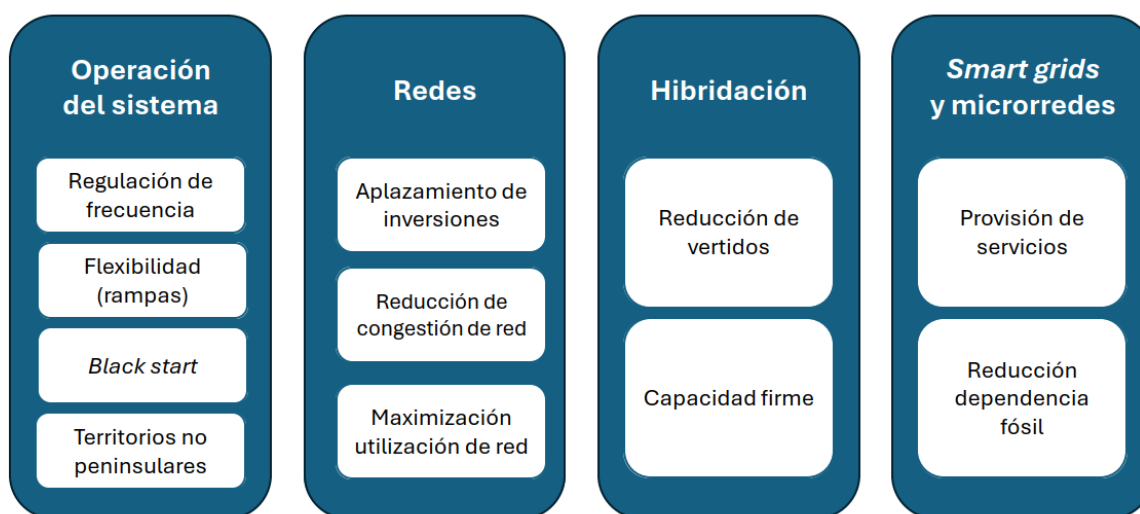 Operación
del sistema
Regulación de
frecuencia
Flexibilidad
(rampas)
Black start
Territorios no
peninsulares
Redes
Aplazamiento de
inversiones
Reducción de
congestión de red
Maximización
utilización de red
Hibridación
Reducción de
vertidos
Capacidad firme
Smart grids
y microrredes
Provisión de
servicios
Reducción
dependencia
fósil